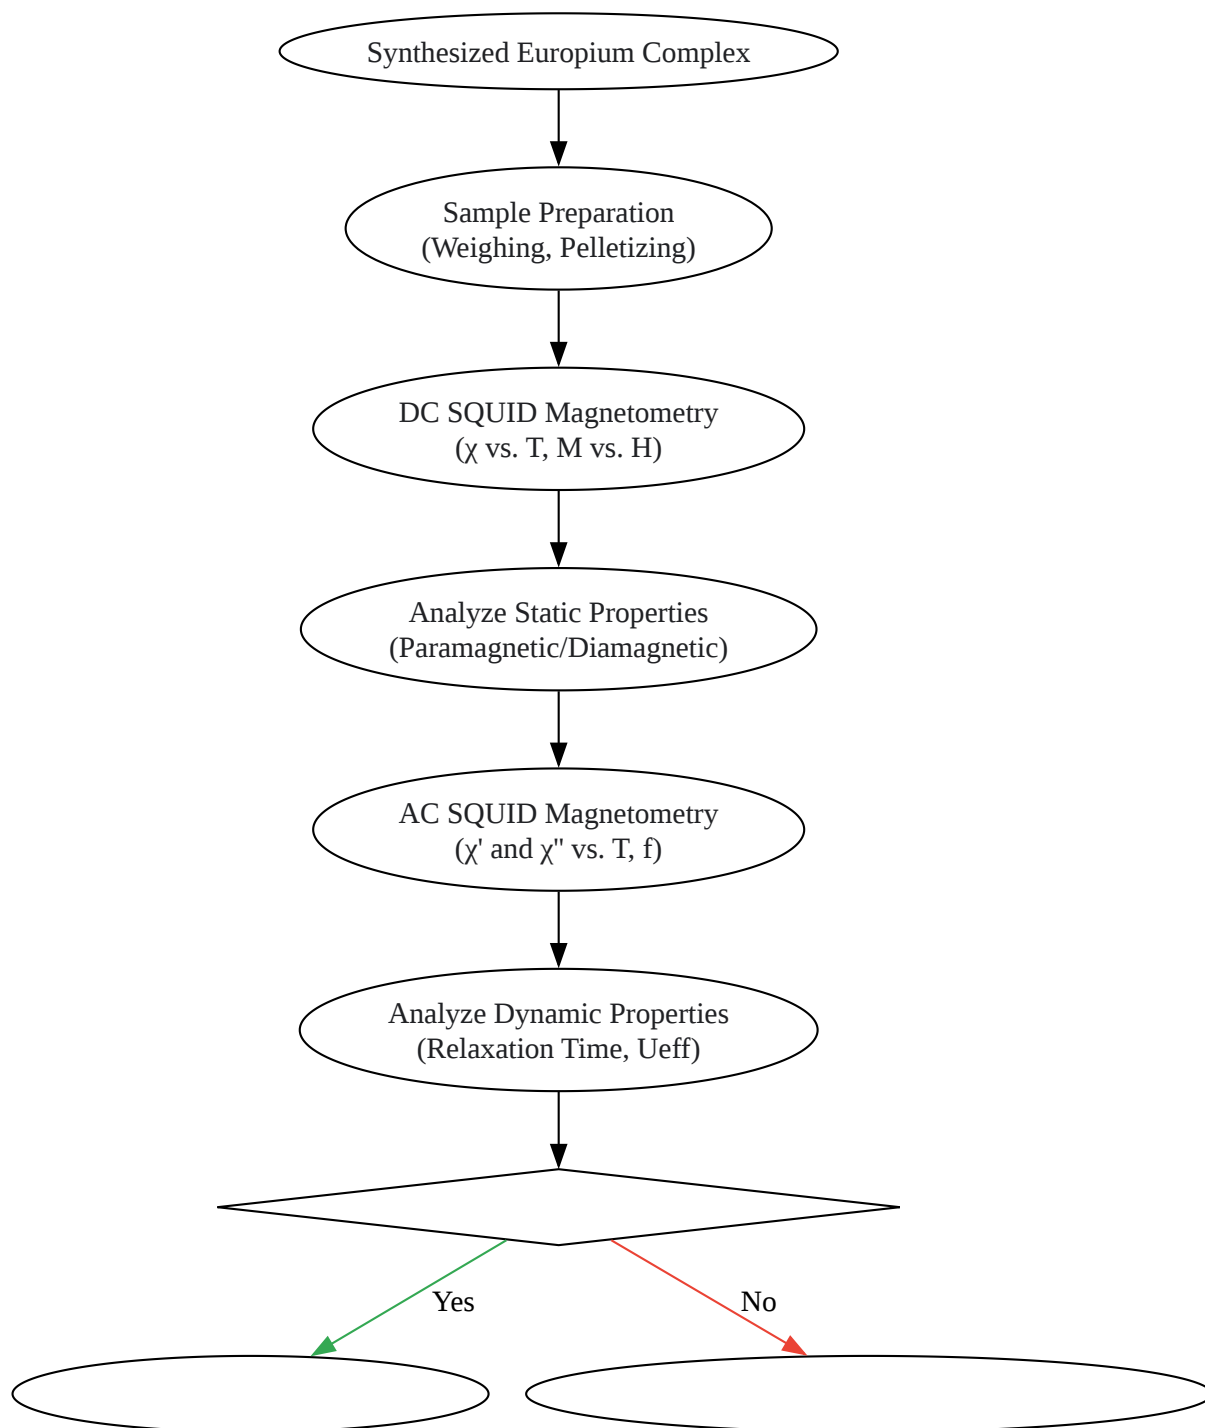 Synthesized Europium Complex
Sample Preparation
(Weighing, Pelletizing)
DC SQUID Magnetometry
(χ vs. T, M vs. H)
Analyze Static Properties
(Paramagnetic/Diamagnetic)
AC SQUID Magnetometry
(χ' and χ'' vs. T, f)
Analyze Dynamic Properties
(Relaxation Time, Ueff)
Yes
No